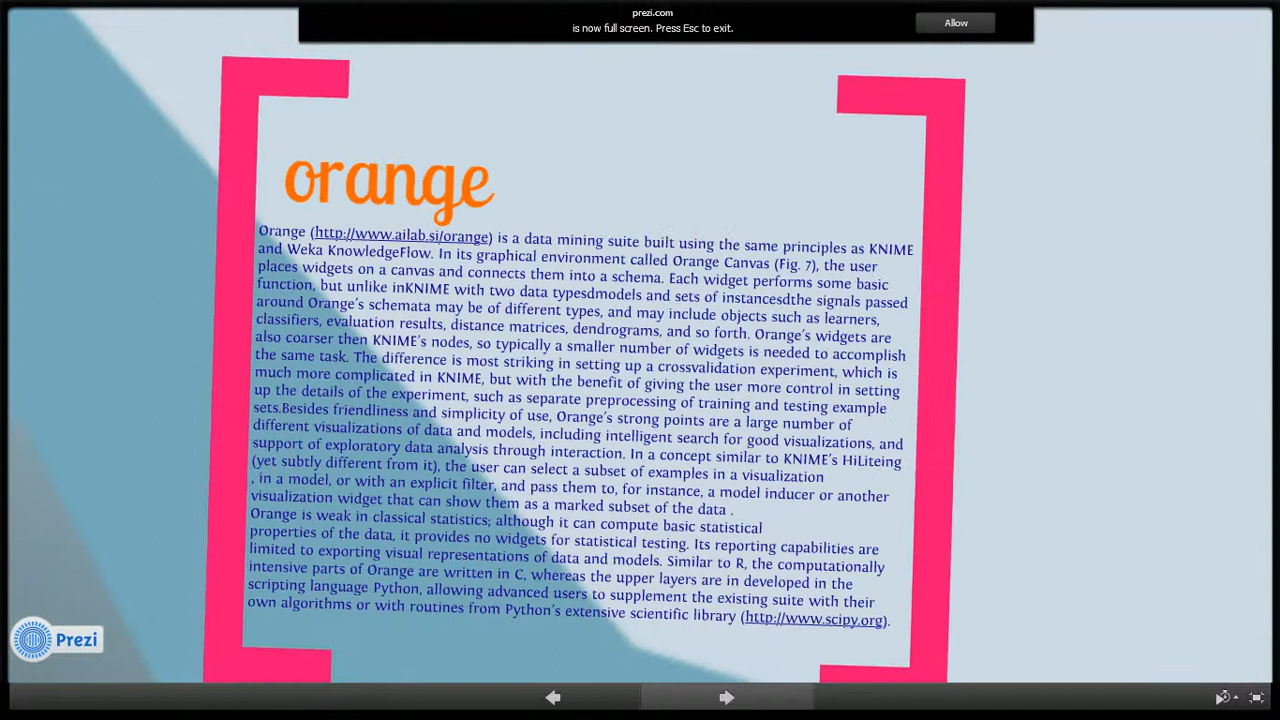 prezi.com
is now full screen. Press Esc to exit.
Allow
orange
Orange (http://www.ailab.si/orange) is a data mining suite built using the same principles as KNIME
and Weka KnowledgeFlow. In its graphical environment called Orange Canvas (Fig. 7), the user
places widgets on a canvas and connects them into a schema. Each widget performs some basic
function, but unlike inKNIME with two data typesdmodels and sets of instancesdthe signals passed
around Orange's schemata may be of different types, and may include objects such as learners,
classifiers, evaluation results, distance matrices, dendrograms, and so forth. Orange's widgets are
also coarser then KNIME's nodes, so typically a smaller number of widgets is needed to accomplish
the same task. The difference is most striking in setting up a crossvalidation experiment, which is
much more complicated in KNIME, but with the benefit of giving the user more control in setting
up the details of the experiment, such as separate preprocessing of training and testing example
sets.Besides friendliness and simplicity of use, Orange's strong points are a large number of
different visualizations of data and models, including intelligent search for good visualizations, and
support of exploratory data analysis through interaction. In a concept similar to KNIME's HiLiteing
(yet subtly different from it), the user can select a subset of examples in a visualization
, in a model, or with an explicit filter, and pass them to, for instance, a model inducer or another
visualization widget that can show them as a marked subset of the data .
Orange is weak in classical statistics; although it can compute basic statistical
properties of the data, it provides no widgets for statistical testing. Its reporting capabilities are
limited to exporting visual representations of data and models. Similar to R, the computationally
intensive parts of Orange are written in C, whereas the upper layers are in developed in the
scripting language Python, allowing advanced users to supplement the existing suite with their
own algorithms or with routines from Python's extensive scientific library (http://www.scipy.org).
Prezi